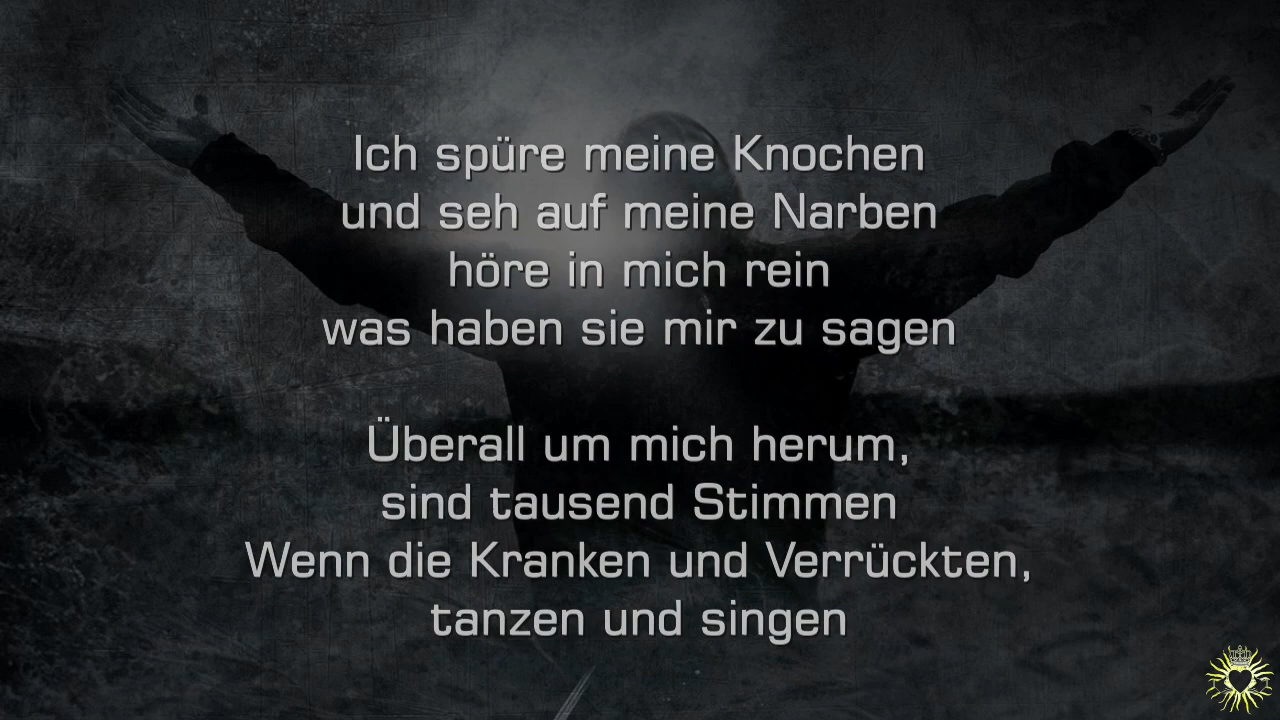 Ich spüre meine Knochen
und seh auf meine Narben
höre in mich rein
was haben sie mir zu sagen
Überall um mich herum,
sind tausend Stimmen
Wenn die Kranken und Verrückten,
tanzen und singen